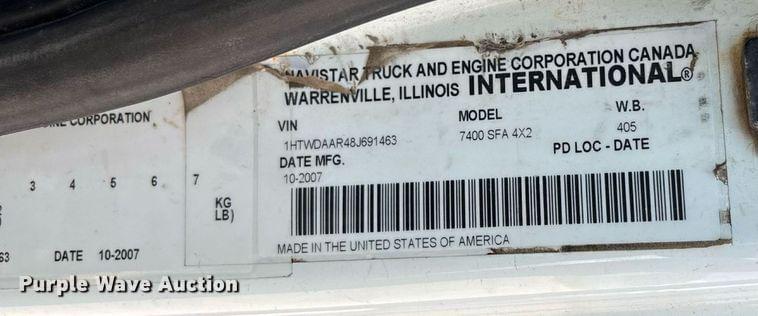 NAVISTAR TRUCK AND ENGINE CORPORATION CANADA
WARRENVILLE, ILLINOIS INTERNATIONAL®
VIN MODEL W.B.
1HTWDAAR48J691463 7400 SFA 4X2 405
DATE MFG. PD LOC - DATE
10-2007
MADE IN THE UNITED STATES OF AMERICA
CORPORATION
3 4 5 6 7
KG
LB)
63 DATE 10-2007
Purple Wave Auction